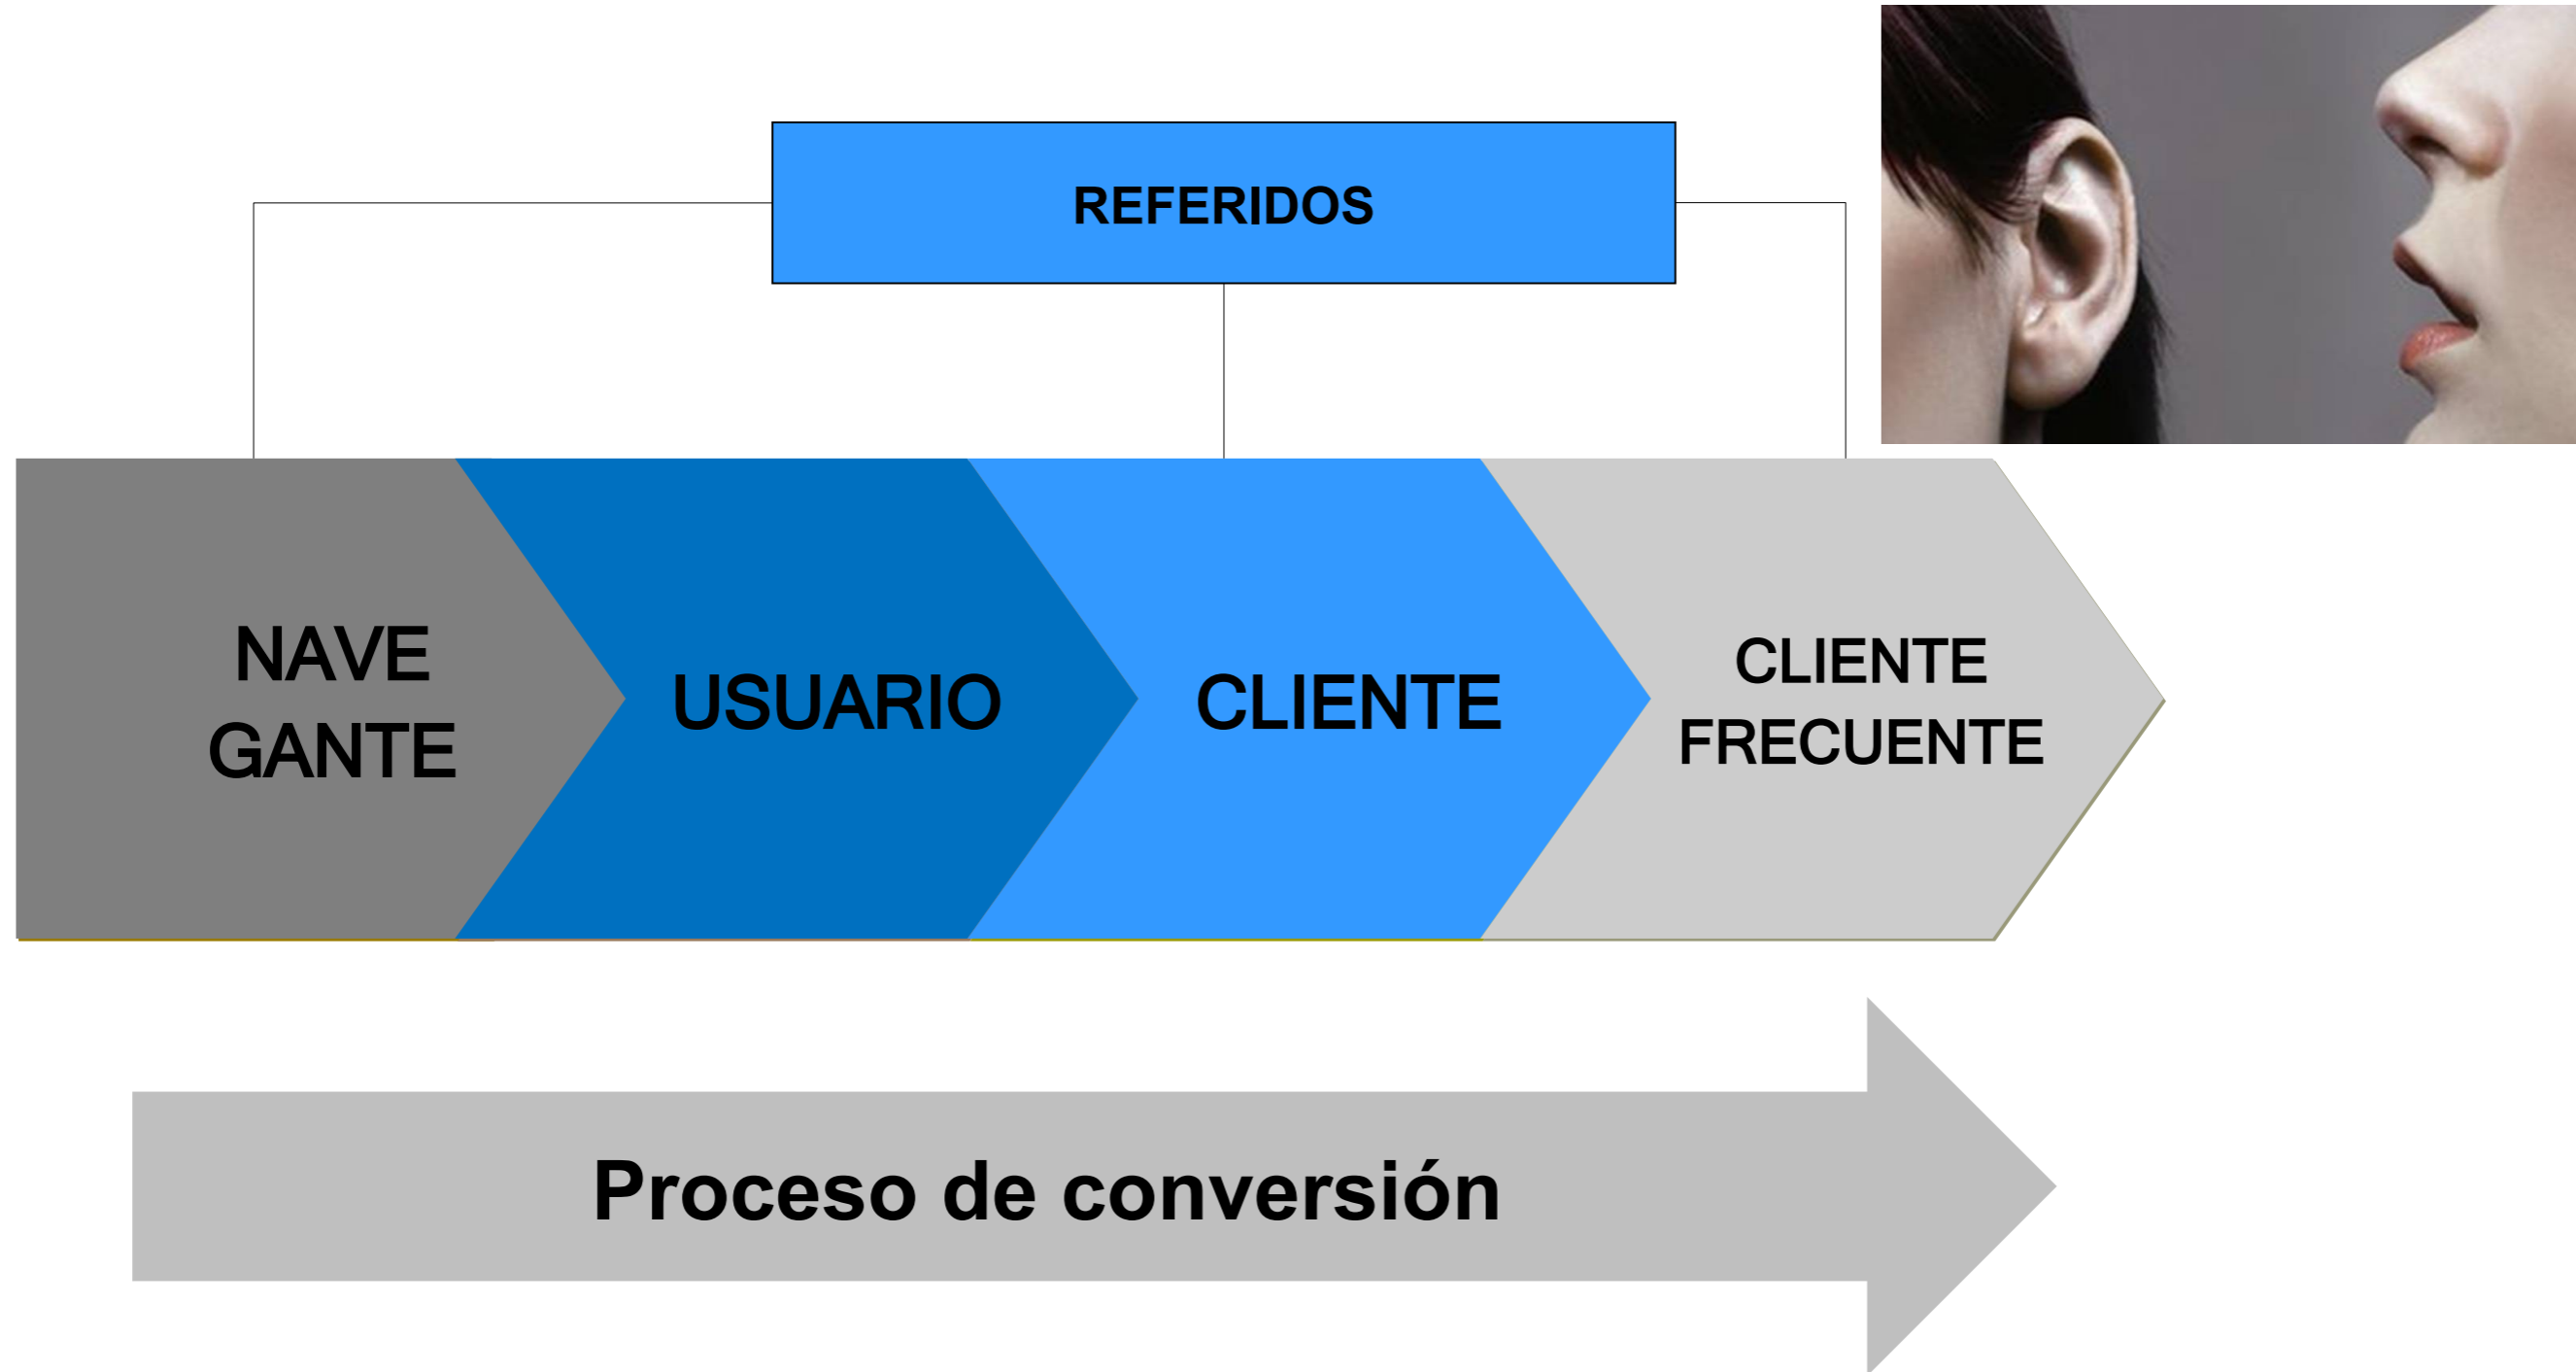 REFERIDOS
NAVE
GANTE
USUARIO
CLIENTE
CLIENTE
FRECUENTE
Proceso de conversión